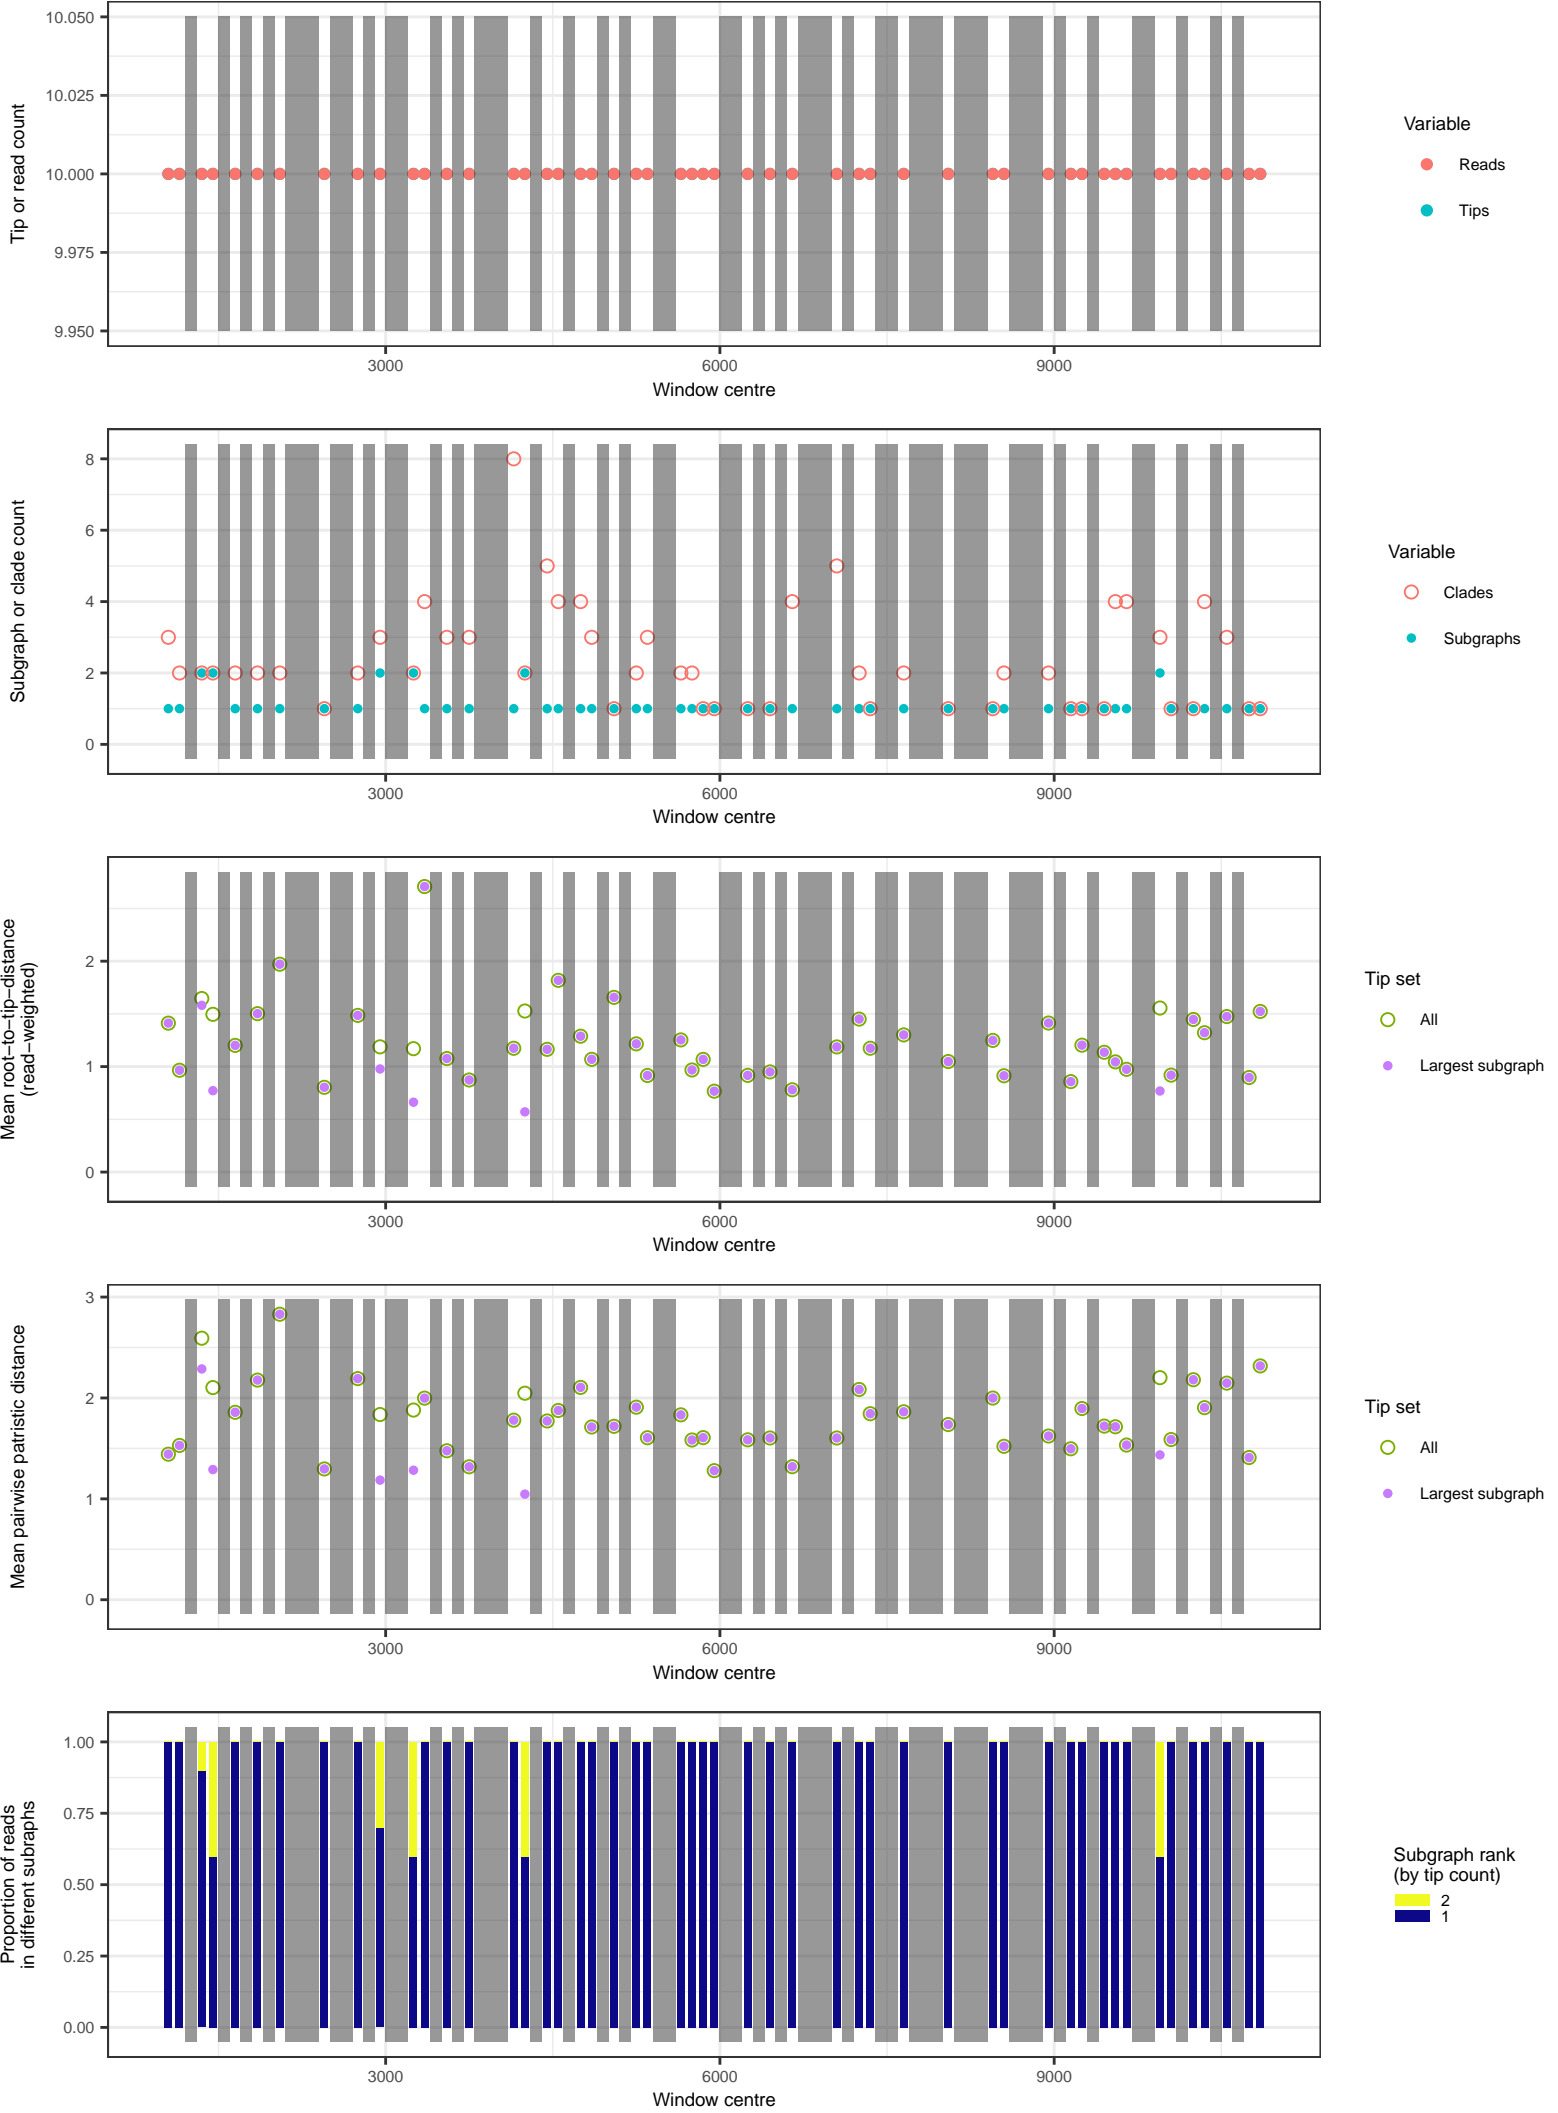 Tip or read count
10.050
10.025
10.000
9.975
9.950
3000
6000
9000
Window centre
Variable
Reads
Tips
Subgraph or clade count
8
6
4
2
0
3000
6000
9000
Window centre
Variable
Clades
Subgraphs
Mean root−to−tip−distance
(read−weighted)
2
1
0
3000
6000
9000
Window centre
Tip set
All
Largest subgraph
Mean pairwise patristic distance
3
2
1
0
3000
6000
9000
Window centre
Tip set
All
Largest subgraph
Proportion of reads
in different subraphs
1.00
0.75
0.50
0.25
0.00
3000
6000
9000
Window centre
Subgraph rank
(by tip count)
2
1